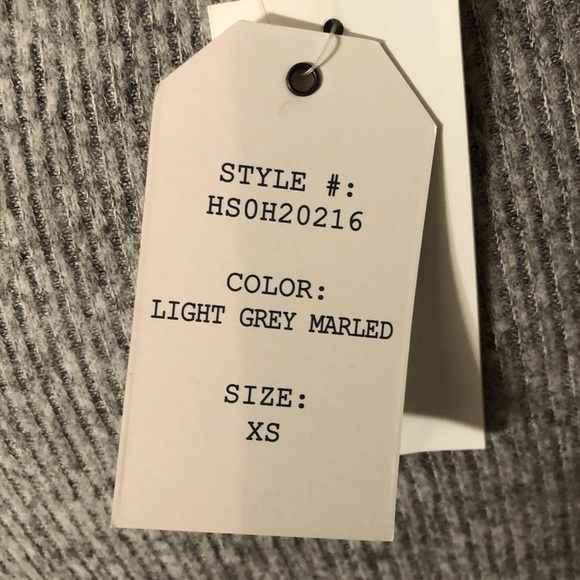 STYLE #:
HS0H20216
COLOR:
LIGHT GREY MARLED
SIZE:
XS